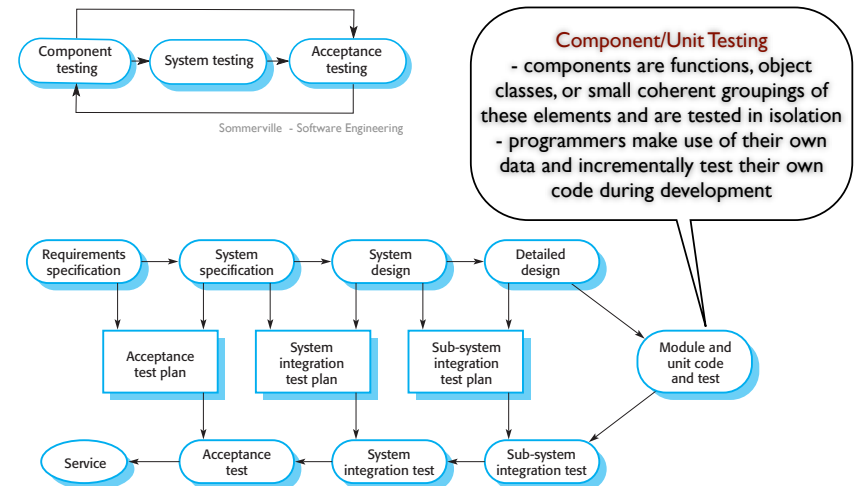 Component
testing
System testing
Acceptance
testing
Sommerville - Software Engineering
Component/Unit Testing
- components are functions, object
classes, or small coherent groupings of
these elements and are tested in isolation
- programmers make use of their own
data and incrementally test their own
code during development
Requirements
specification
System
specification
System
design
Detailed
design
Acceptance
test plan
System
integration
test plan
Sub-system
integration
test plan
Module and
unit code
and test
Service
Acceptance
test
System
integration test
Sub-system
integration test